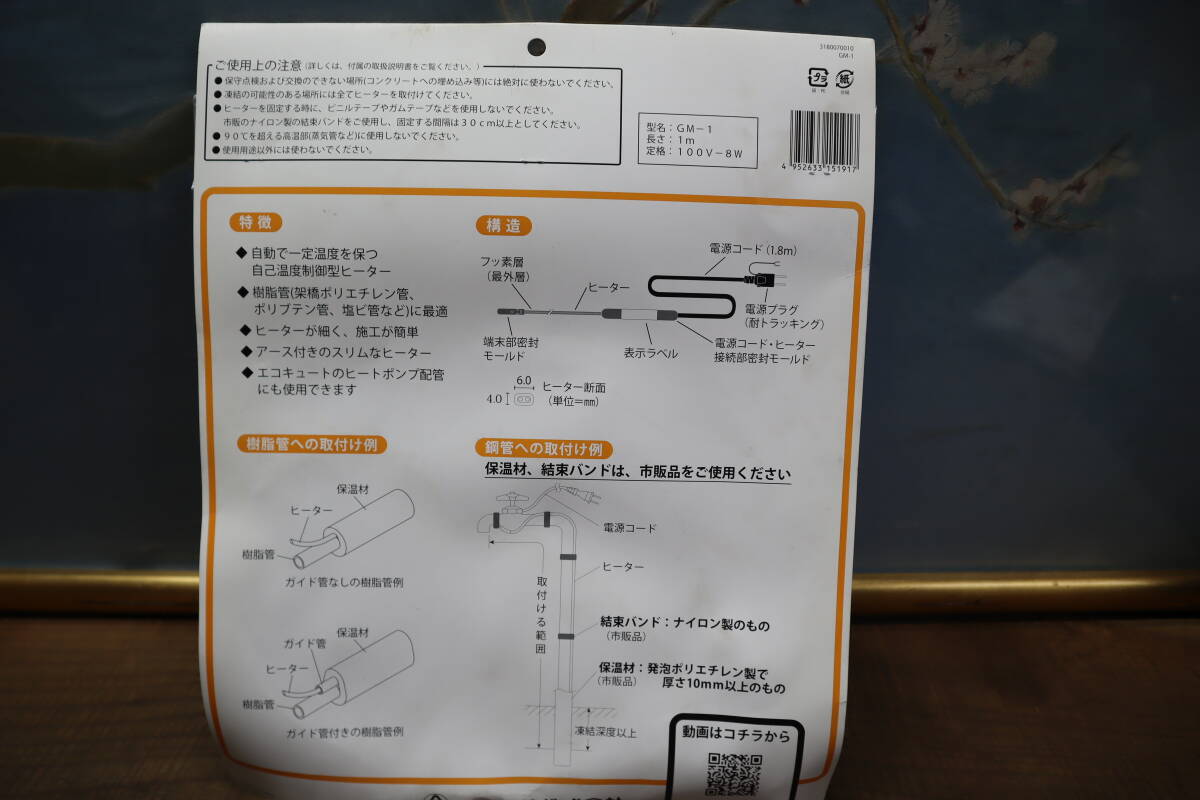 3180070010
GM-1
ご使用上の注意(詳しくは、付属の取扱説明書をご覧ください。)
●保守点検および交換のできない場所(コンクリートへの埋め込み等)には絶対に使わないでください。
●凍結の可能性のある場所には全てヒーターを取付けてください。
●ヒーターを固定する時に、ビニルテープやガムテープなどを使用しないでください。
市販のナイロン製の結束バンドをご使用し、固定する間隔は30cm以上としてください。
●90℃を超える高温部(蒸気管など)に使用しないでください。
●使用用途以外には使わないでください。
型名:GM-1
長さ:1m
定格:100V-8W
プラ
紙
4 952633 151917
特徴
◆自動で一定温度を保つ
自己温度制御型ヒーター
◆樹脂管(架橋ポリエチレン管、
ポリブテン管、塩ビ管など)に最適
◆ヒーターが細く、施工が簡単
◆アース付きのスリムなヒーター
◆エコキュートのヒートポンプ配管
にも使用できます
構造
電源コード(1.8m)
フッ素層
(最外層)
ヒーター
電源プラグ
(耐トラッキング)
端末部密封
モールド
表示ラベル
電源コード・ヒーター
接続部密封モールド
6.0
4.0
ヒーター断面
(単位=㎜)
樹脂管への取付け例
保温材
ヒーター
樹脂管
ガイド管なしの樹脂管例
保温材
ガイド管
ヒーター
樹脂管
ガイド管付きの樹脂管例
鋼管への取付け例
保温材、結束バンドは、市販品をご使用ください
電源コード
ヒーター
取付ける範囲
結束バンド:ナイロン製のもの
(市販品)
保温材:発泡ポリエチレン製で
(市販品) 厚さ10mm以上のもの
凍結深度以上
動画はコチラから